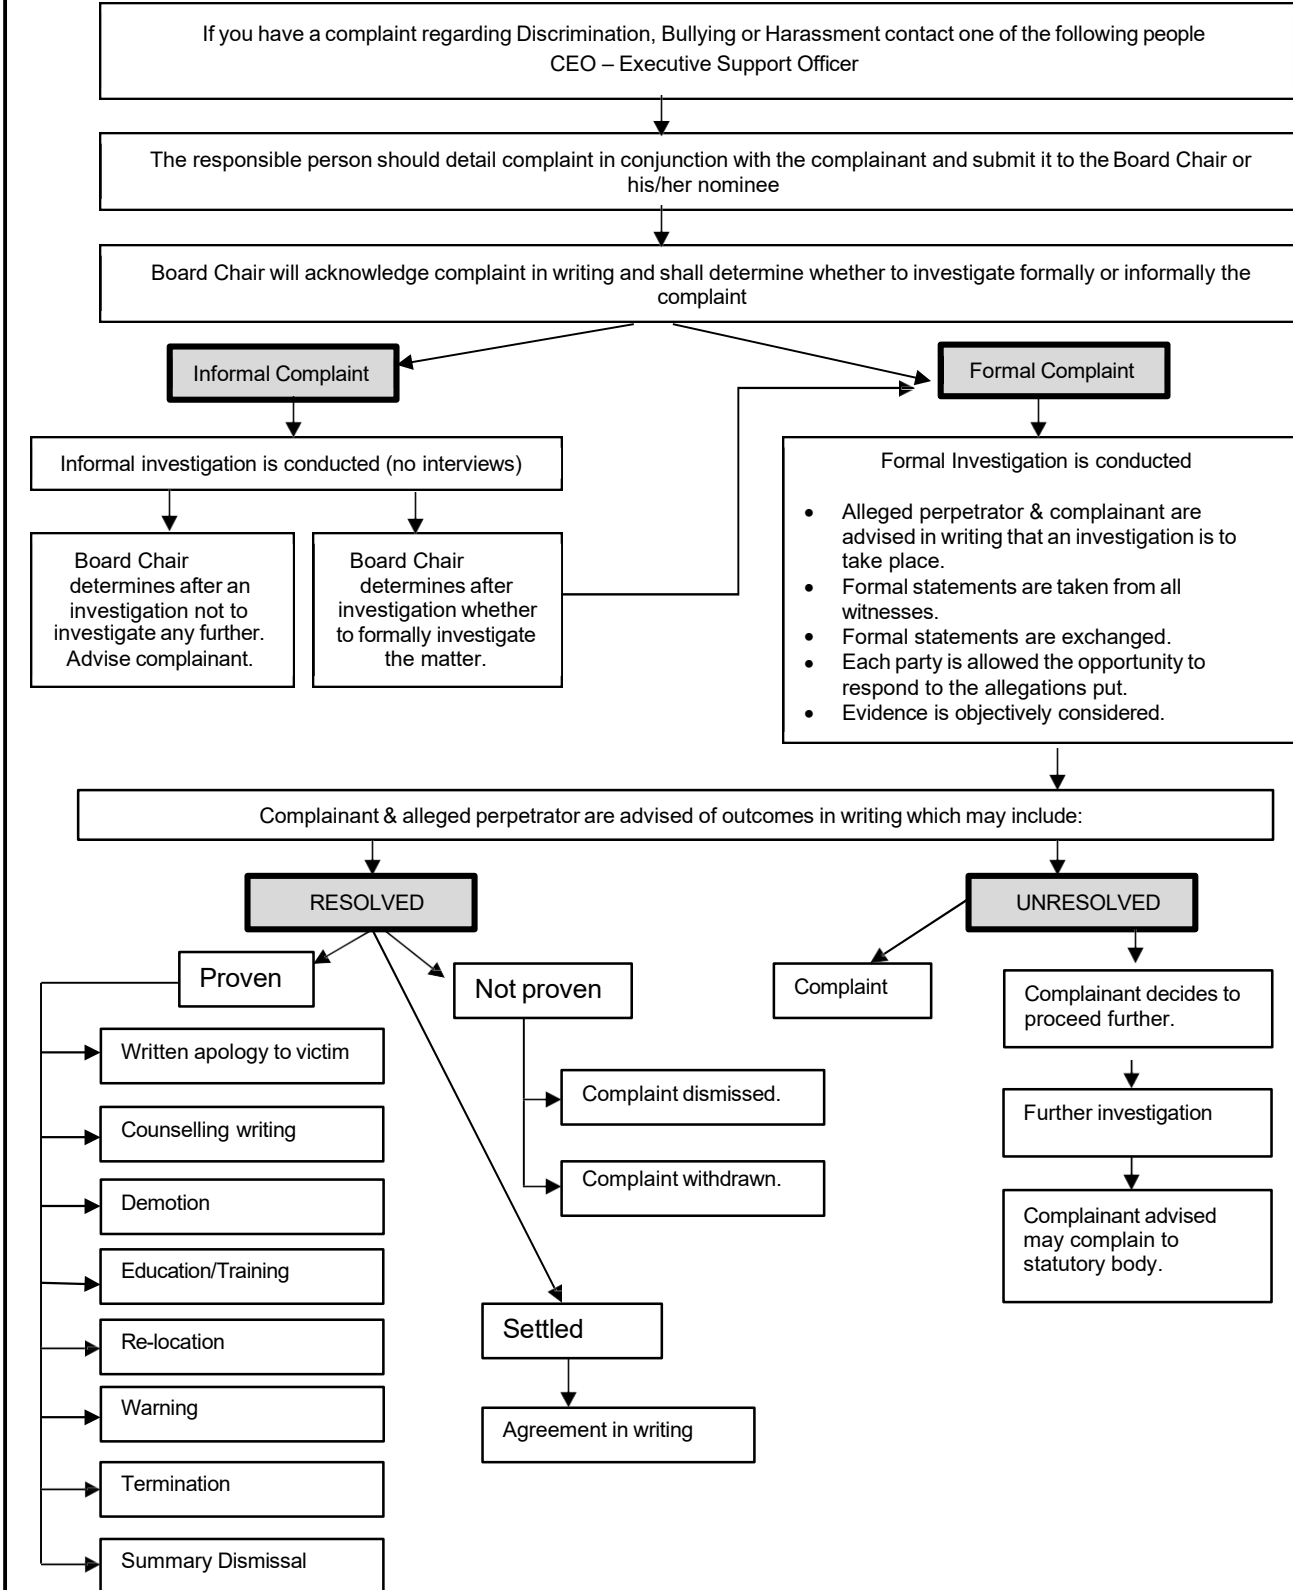 If you have a complaint regarding Discrimination, Bullying or Harassment contact one of the following people
CEO – Executive Support Officer
The responsible person should detail complaint in conjunction with the complainant and submit it to the Board Chair or
his/her nominee
Board Chair will acknowledge complaint in writing and shall determine whether to investigate formally or informally the
complaint
Informal Complaint
Formal Complaint
Informal investigation is conducted (no interviews)
Board Chair
determines after an
investigation not to
investigate any further.
Advise complainant.
Board Chair
determines after
investigation whether
to formally investigate
the matter.
Formal Investigation is conducted
• Alleged perpetrator & complainant are
advised in writing that an investigation is to
take place.
• Formal statements are taken from all
witnesses.
• Formal statements are exchanged.
• Each party is allowed the opportunity to
respond to the allegations put.
• Evidence is objectively considered.
Complainant & alleged perpetrator are advised of outcomes in writing which may include:
RESOLVED
UNRESOLVED
Proven
Not proven
Complaint
Complainant decides to
proceed further.
Written apology to victim
Counselling writing
Demotion
Education/Training
Re-location
Warning
Termination
Summary Dismissal
Complaint dismissed.
Complaint withdrawn.
Settled
Agreement in writing
Further investigation
Complainant advised
may complain to
statutory body.